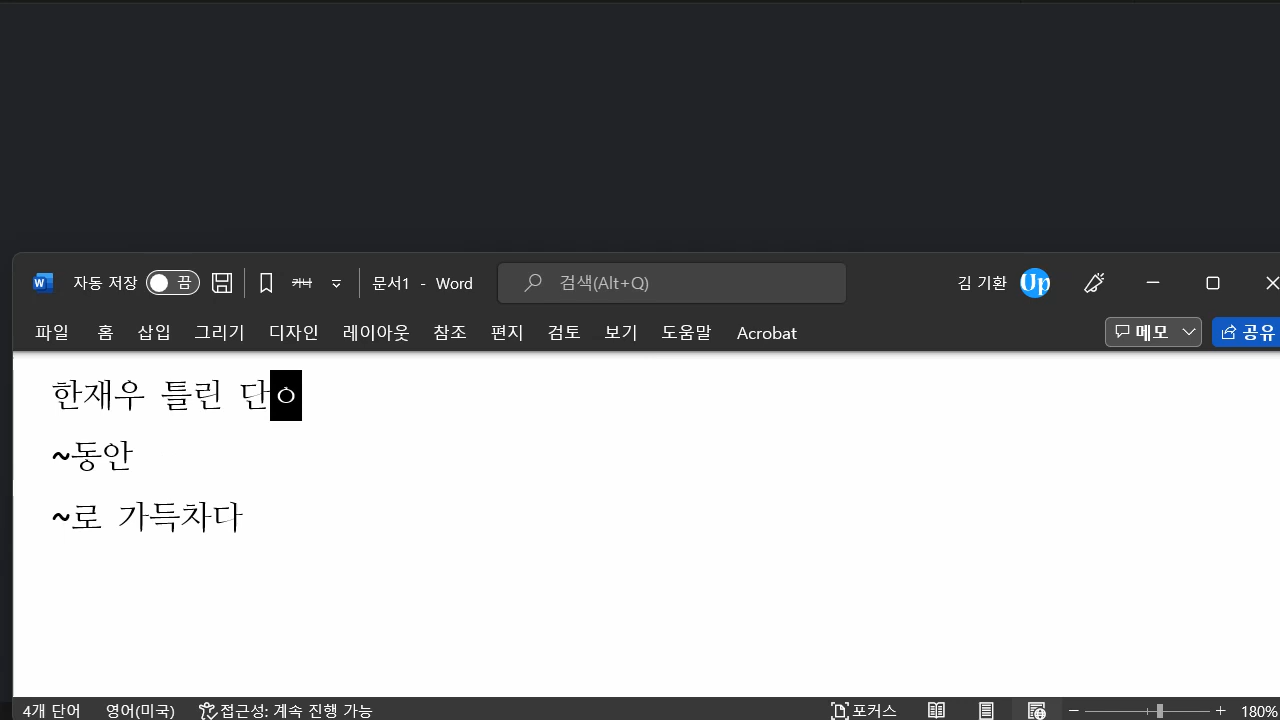 자동 저장 끔 가나 문서1 - Word 검색(Alt+Q) 김 기환 Up
파일 홈 삽입 그리기 디자인 레이아웃 참조 편지 검토 보기 도움말 Acrobat 메모 공유
한재우 틀린 단ㅇ
~동안
~로 가득차다
4개 단어 영어(미국) 접근성: 계속 진행 가능 포커스 180%